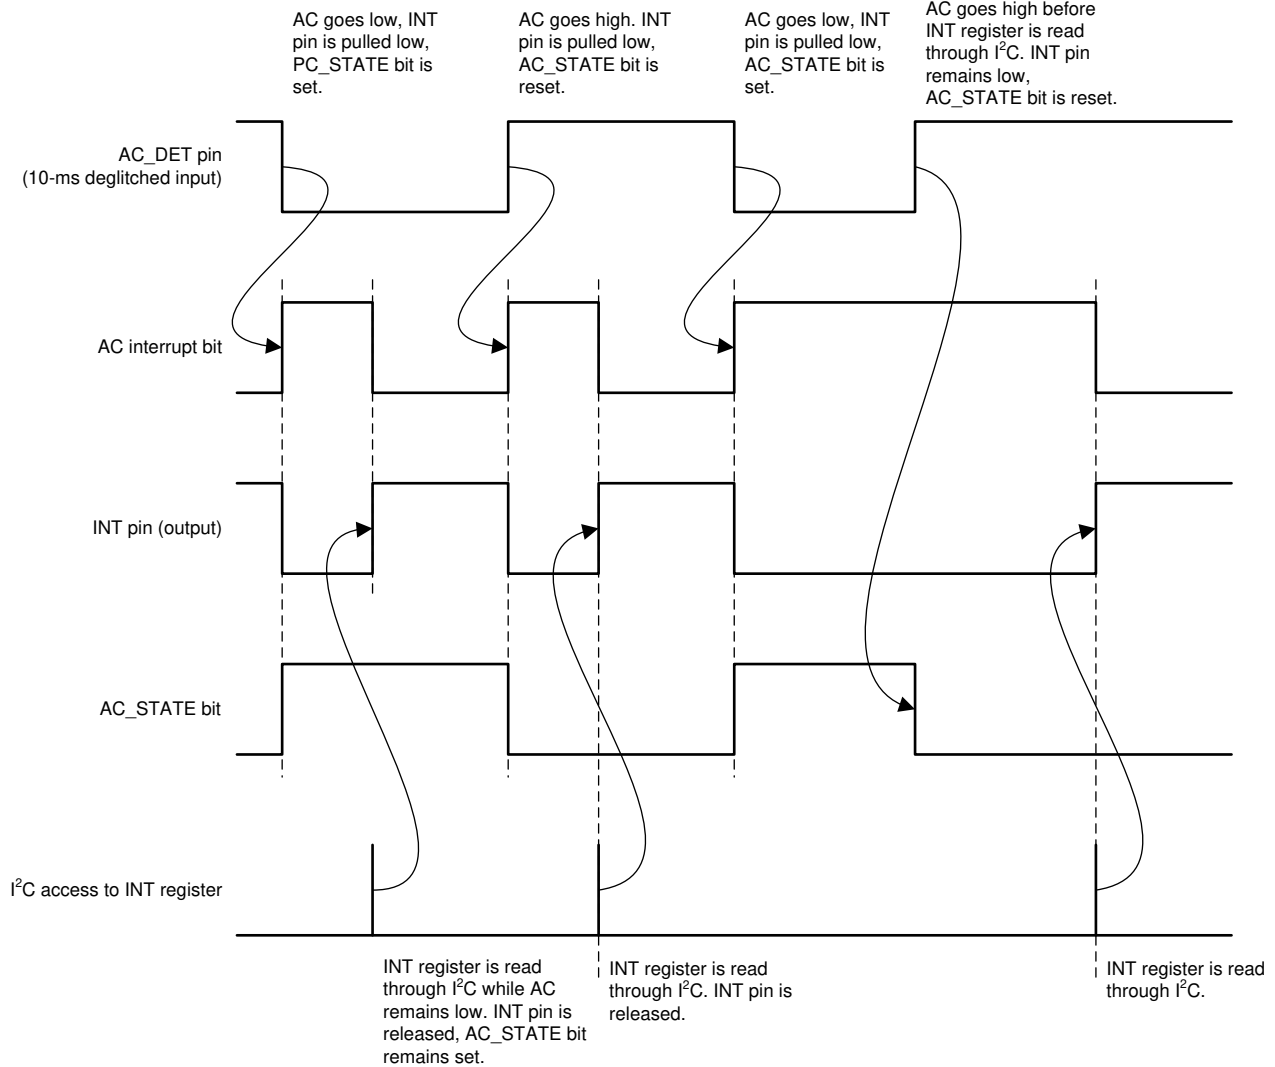 AC goes low, INT
pin is pulled low,
PC_STATE bit is
set.
AC goes high. INT
pin is pulled low,
AC_STATE bit is
reset.
AC goes low, INT
pin is pulled low,
AC_STATE bit is
set.
AC goes high before
INT register is read
through I²C. INT pin
remains low,
AC_STATE bit is reset.
AC_DET pin
(10-ms deglitched input)
AC interrupt bit
INT pin (output)
AC_STATE bit
I²C access to INT register
INT register is read
through I²C while AC
remains low. INT pin is
released, AC_STATE bit
remains set.
INT register is read
through I²C. INT pin is
released.
INT register is read
through I²C.